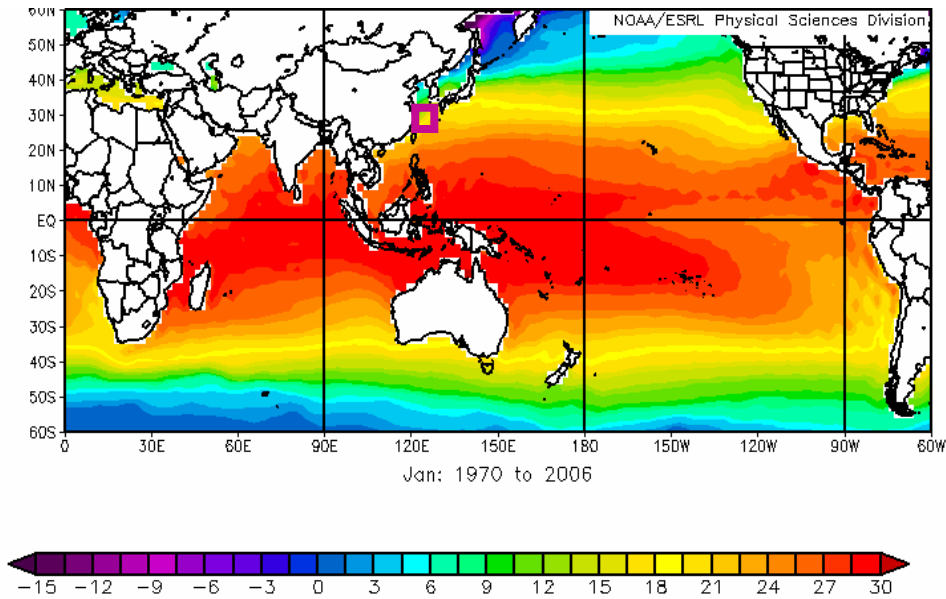 NOAA/ESRL Physical Sciences Division
60N
50N
40N
30N
20N
10N
EQ
10S
20S
30S
40S
50S
60S
0 30E 60E 90E 120E 150E 180 150W 120W 90W 60W
Jan: 1970 to 2006
−15 −12 −9 −6 −3 0 3 6 9 12 15 18 21 24 27 30